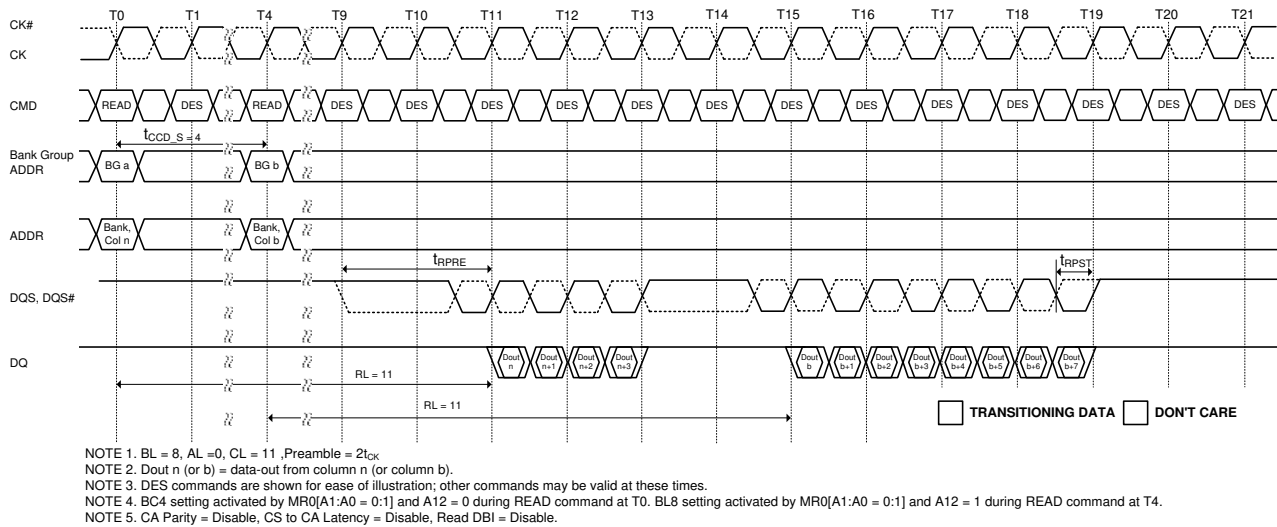 T0 T1 T4 T9 T10 T11 T12 T13 T14 T15 T16 T17 T18 T19 T20 T21
CK#
CK
CMD READ DES READ DES DES DES DES DES DES DES DES DES DES DES DES DES
tCCD_S = 4
Bank Group
ADDR
BG a BG b
ADDR
Bank,
Col n
Bank,
Col b
tRPRE tRPST
DQS, DQS#
DQ
Dout
n
Dout
n+1
Dout
n+2
Dout
n+3
Dout
b
Dout
b+1
Dout
b+2
Dout
b+3
Dout
b+4
Dout
b+5
Dout
b+6
Dout
b+7
RL = 11
RL = 11
TRANSITIONING DATA DON'T CARE
NOTE 1. BL = 8, AL =0, CL = 11 ,Preamble = 2tCK
NOTE 2. Dout n (or b) = data-out from column n (or column b).
NOTE 3. DES commands are shown for ease of illustration; other commands may be valid at these times.
NOTE 4. BC4 setting activated by MR0[A1:A0 = 0:1] and A12 = 0 during READ command at T0. BL8 setting activated by MR0[A1:A0 = 0:1] and A12 = 1 during READ command at T4.
NOTE 5. CA Parity = Disable, CS to CA Latency = Disable, Read DBI = Disable.